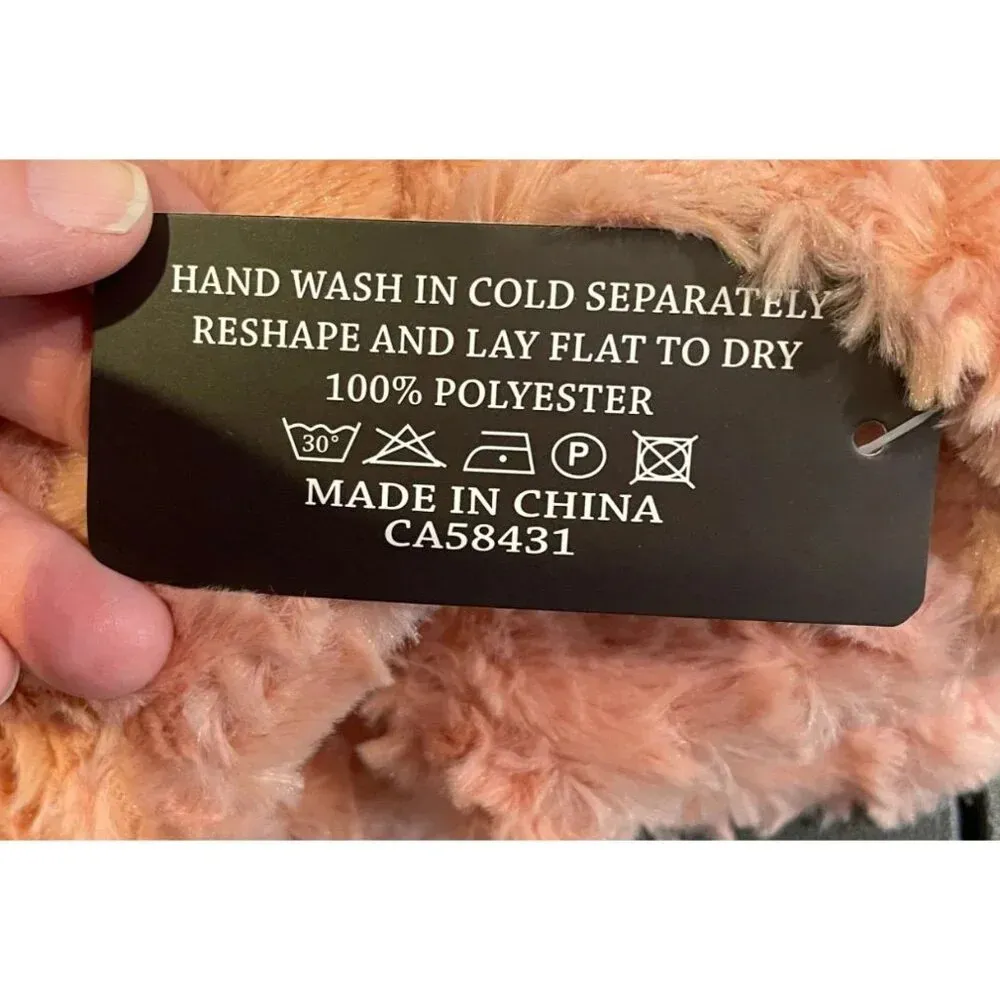 HAND WASH IN COLD SEPARATELY
RESHAPE AND LAY FLAT TO DRY
100% POLYESTER
30° P
MADE IN CHINA
CA58431